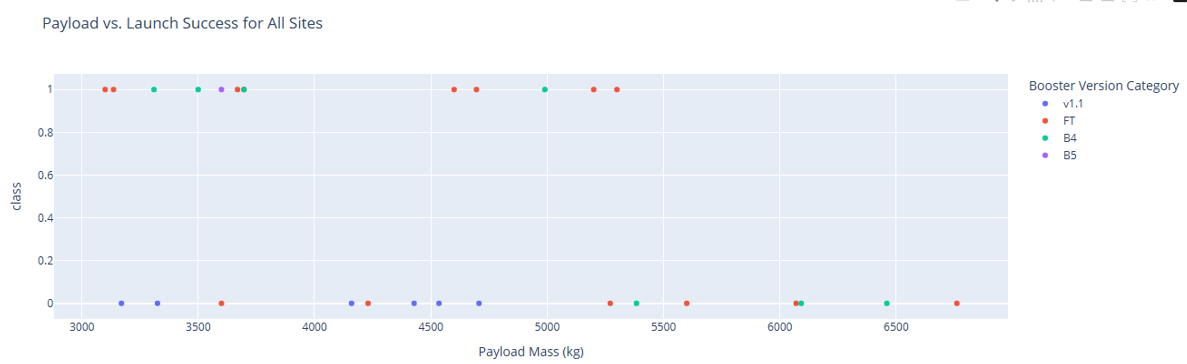 Payload vs. Launch Success for All Sites
Booster Version Category
v1.1
FT
B4
B5
1
0.8
0.6
0.4
0.2
0
class
3000 3500 4000 4500 5000 5500 6000 6500
Payload Mass (kg)